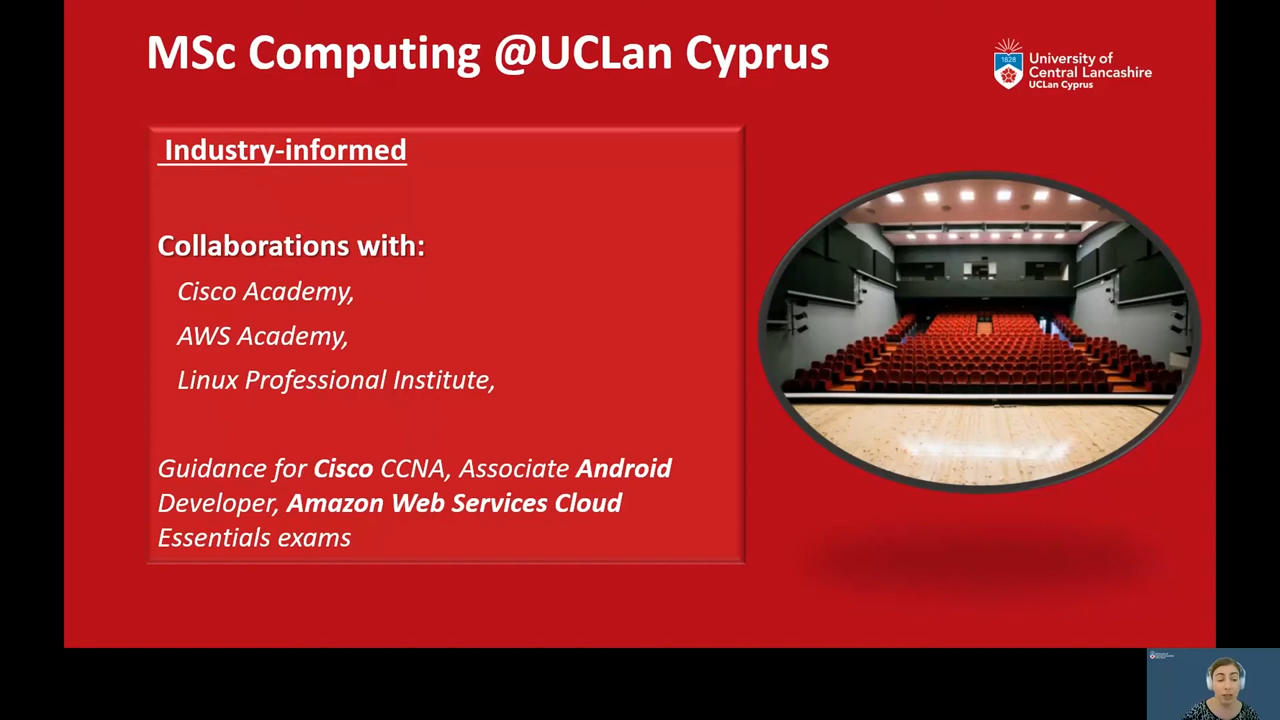 MSc Computing @UCLan Cyprus
1828
University of
Central Lancashire
UCLan Cyprus
Industry-informed
Collaborations with:
Cisco Academy,
AWS Academy,
Linux Professional Institute,
Guidance for Cisco CCNA, Associate Android
Developer, Amazon Web Services Cloud
Essentials exams